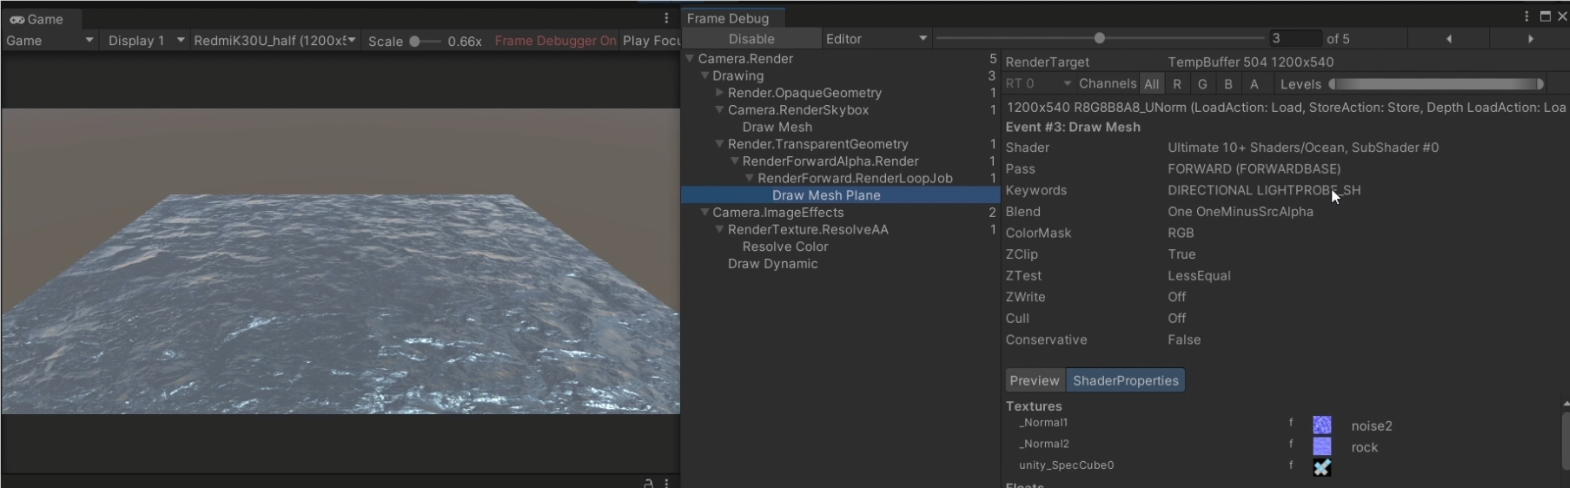 Game
Game Display 1 RedmiK30U_half (1200x5 Scale 0.66x Frame Debugger On Play Focu
Frame Debug
Disable Editor 3 of 5
Camera.Render 5
Drawing 3
Render.OpaqueGeometry 1
Camera.RenderSkybox 1
Draw Mesh
Render.TransparentGeometry 1
RenderForwardAlpha.Render 1
RenderForward.RenderLoopJob 1
Draw Mesh Plane
Camera.ImageEffects 2
RenderTexture.ResolveAA 1
Resolve Color
Draw Dynamic
RenderTarget TempBuffer 504 1200x540
RT 0 Channels All R G B A Levels
1200x540 R8G8B8A8_UNorm (LoadAction: Load, StoreAction: Store, Depth LoadAction: Loa
Event #3: Draw Mesh
Shader Ultimate 10+ Shaders/Ocean, SubShader #0
Pass FORWARD (FORWARDBASE)
Keywords DIRECTIONAL LIGHTPROBE_SH
Blend One OneMinusSrcAlpha
ColorMask RGB
ZClip True
ZTest LessEqual
ZWrite Off
Cull Off
Conservative False
Preview ShaderProperties
Textures
_Normal1 f noise2
_Normal2 f rock
unity_SpecCube0 f